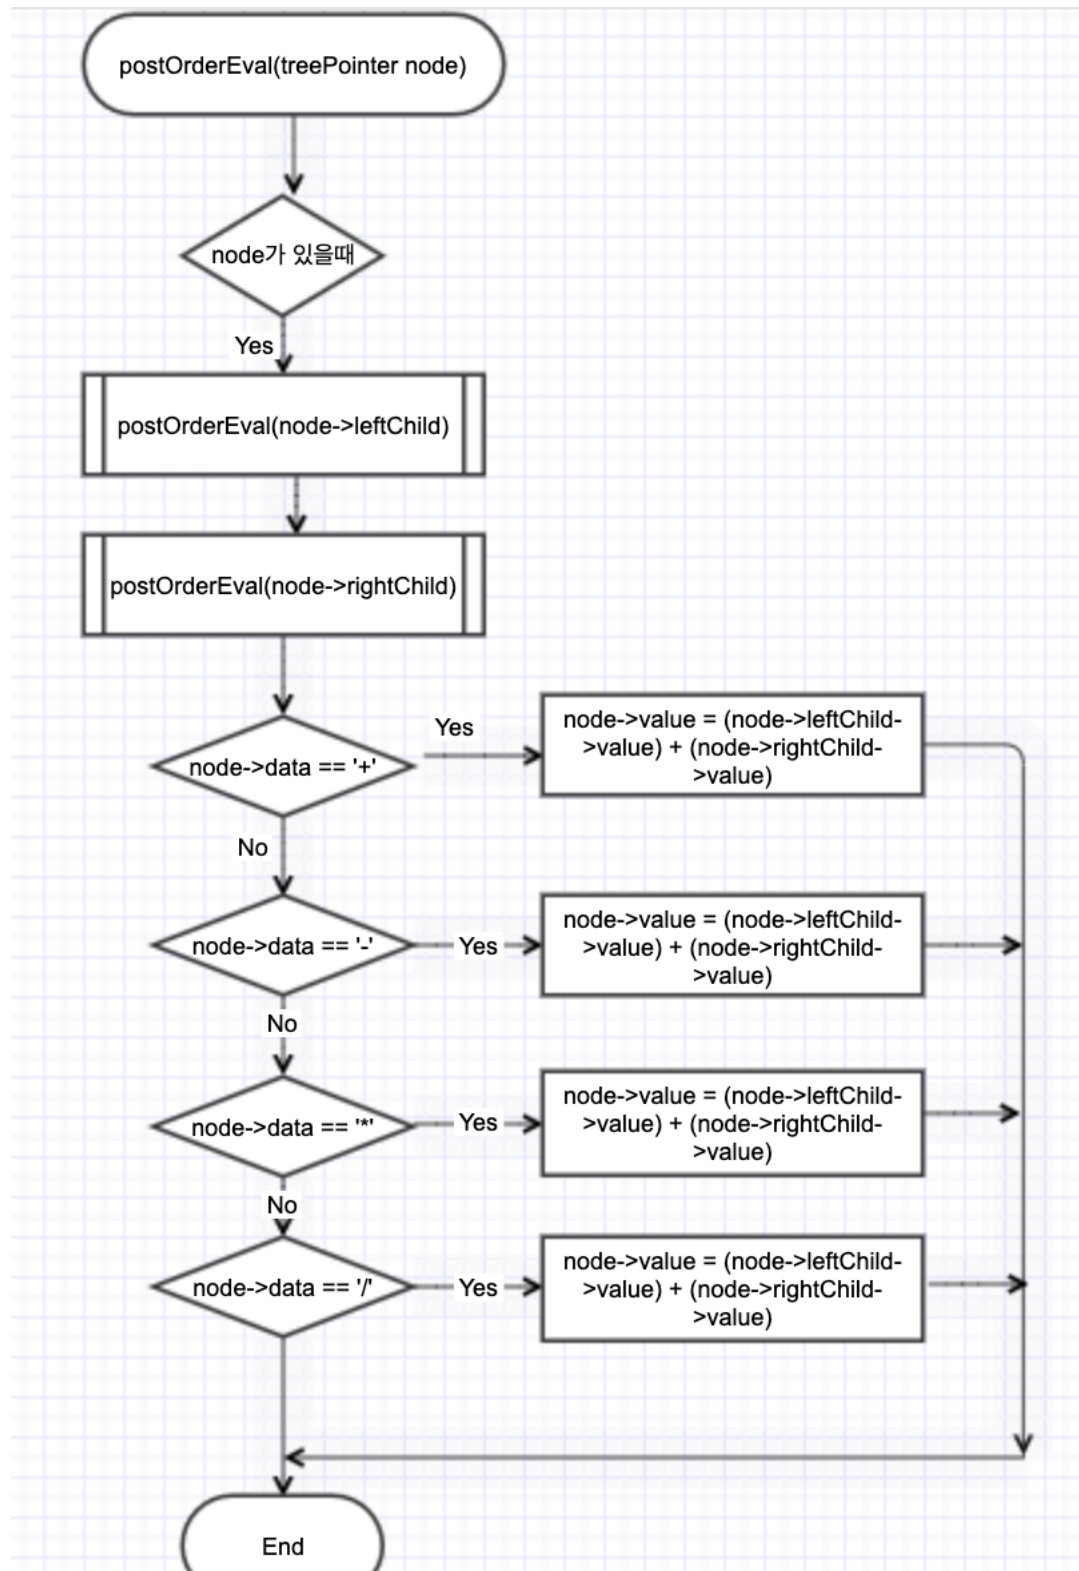 postOrderEval(treePointer node)
node가 있을때
Yes
postOrderEval(node->leftChild)
postOrderEval(node->rightChild)
node->data == '+'
Yes
node->value = (node->leftChild-
>value) + (node->rightChild-
>value)
No
node->data == '-'
Yes
node->value = (node->leftChild-
>value) + (node->rightChild-
>value)
No
node->data == '*'
Yes
node->value = (node->leftChild-
>value) + (node->rightChild-
>value)
No
node->data == '/'
Yes
node->value = (node->leftChild-
>value) + (node->rightChild-
>value)
End